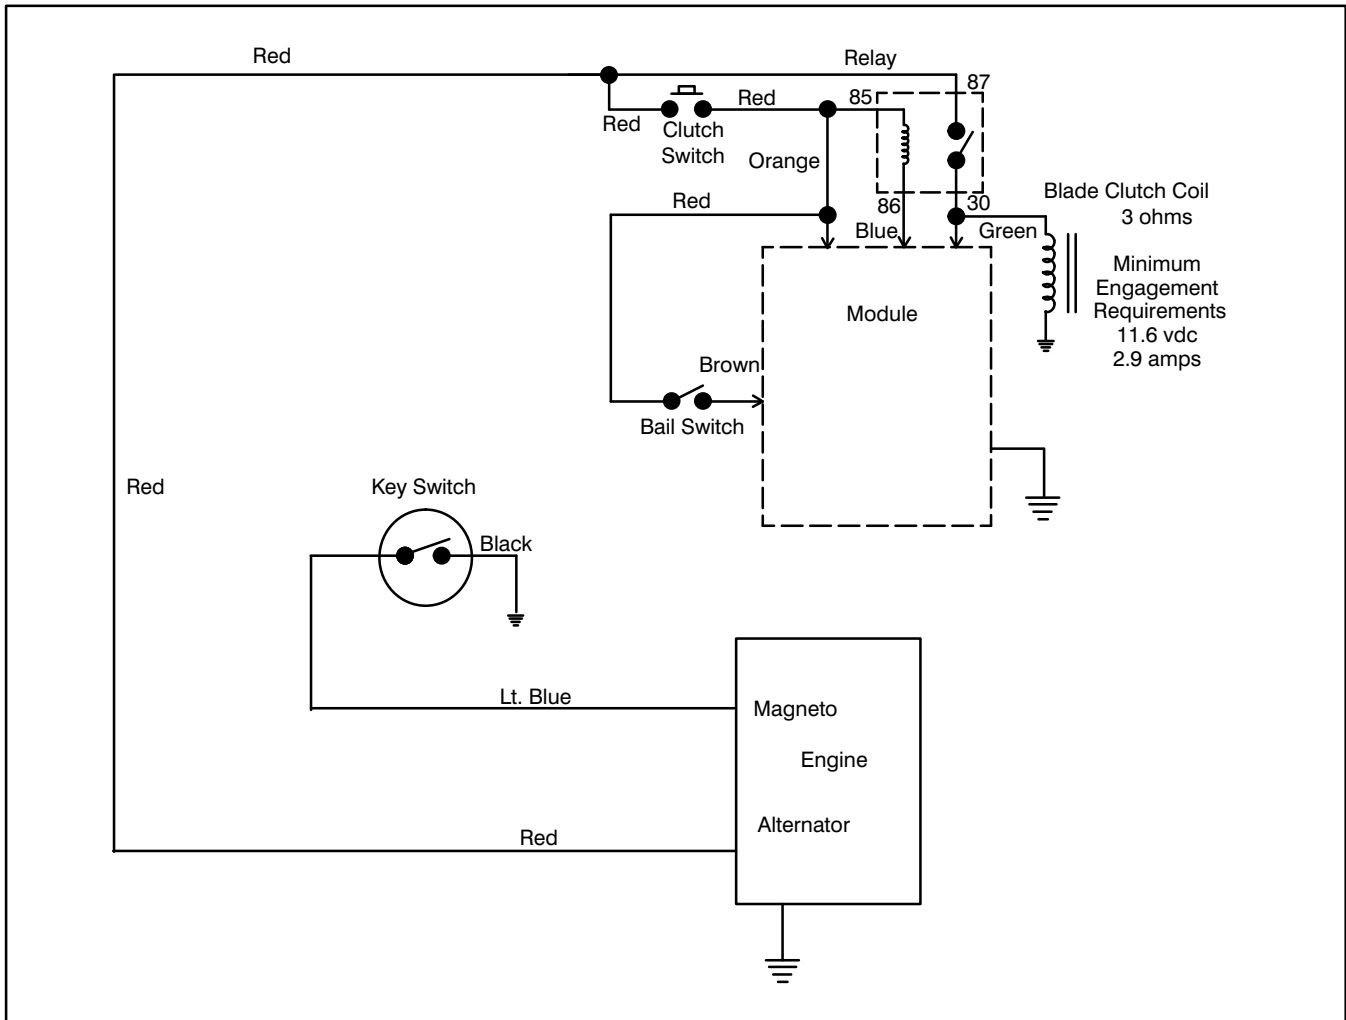 Red
Relay
87
Red
85
Red
Clutch
Switch
Orange
Blade Clutch Coil
3 ohms
Red
86
30
Blue
Green
Minimum
Engagement
Requirements
11.6 vdc
2.9 amps
Module
Brown
Bail Switch
Red
Key Switch
Black
Lt. Blue
Magneto
Engine
Alternator
Red